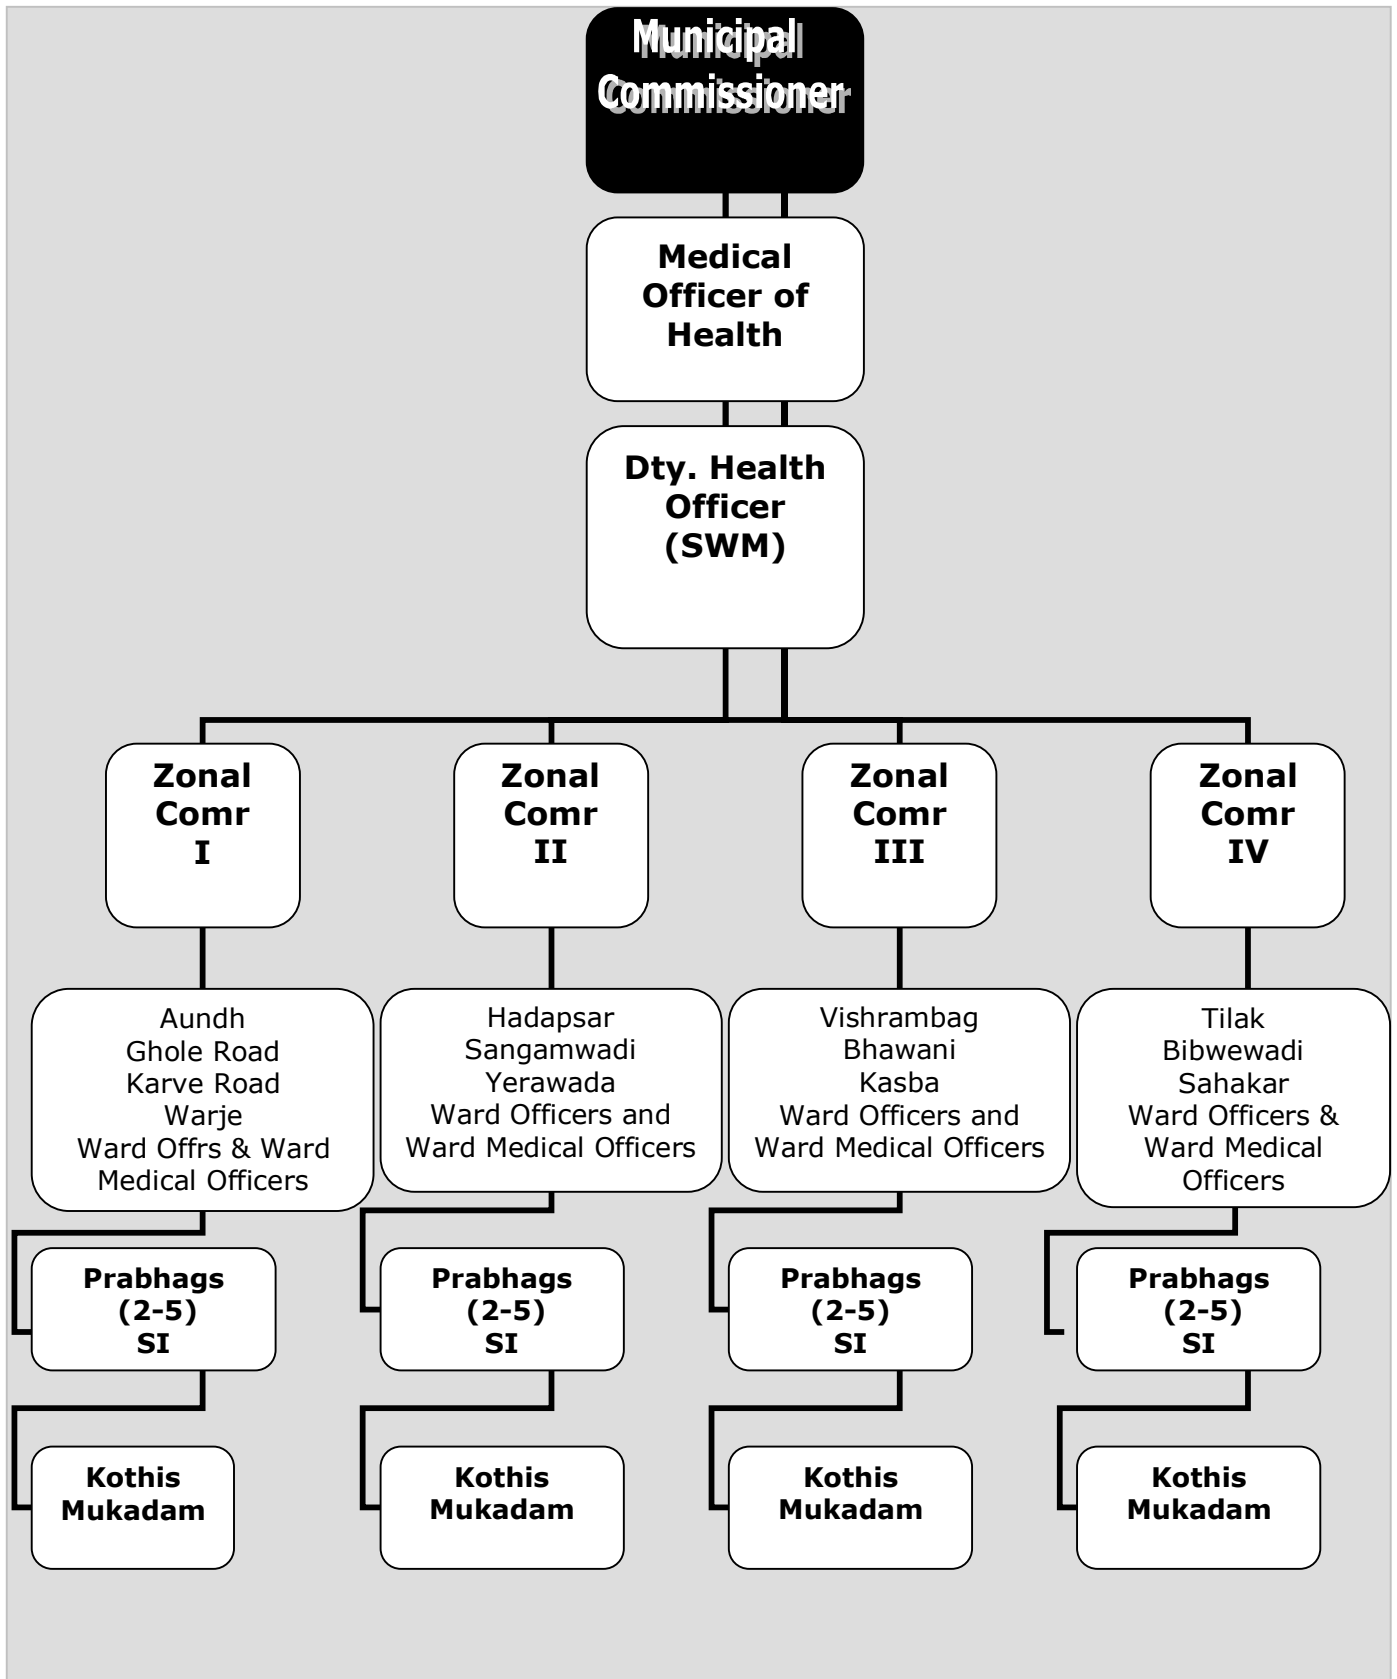 Municipal
Commissioner
Medical
Officer of
Health
Dty. Health
Officer
(SWM)
Zonal
Comr
I
Zonal
Comr
II
Zonal
Comr
III
Zonal
Comr
IV
Aundh
Ghole Road
Karve Road
Warje
Ward Offrs & Ward
Medical Officers
Hadapsar
Sangamwadi
Yerawada
Ward Officers and
Ward Medical Officers
Vishrambag
Bhawani
Kasba
Ward Officers and
Ward Medical Officers
Tilak
Bibwewadi
Sahakar
Ward Officers &
Ward Medical
Officers
Prabhags
(2-5)
SI
Prabhags
(2-5)
SI
Prabhags
(2-5)
SI
Prabhags
(2-5)
SI
Kothis
Mukadam
Kothis
Mukadam
Kothis
Mukadam
Kothis
Mukadam